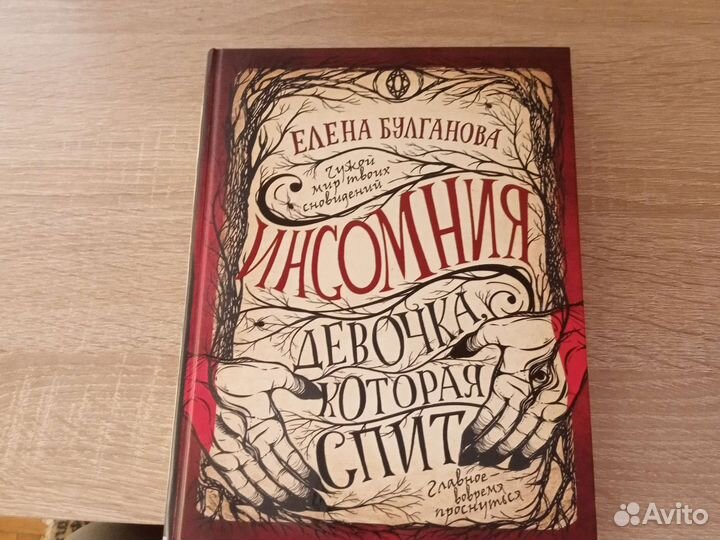 ЕЛЕНА БУЛГАНОВА
Чужой
мир твоих
сновидений
ИНСОМНИЯ
ДЕВОЧКА,
КОТОРАЯ
СПИТ
Главное
вовремя
проснуться
Avito